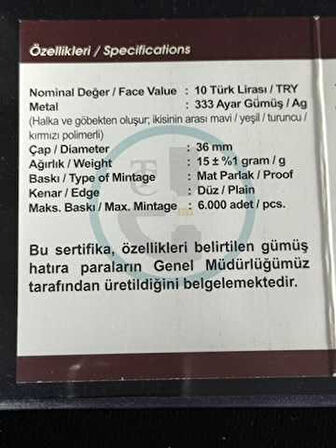 Özellikleri / Specifications
Nominal Değer / Face Value : 10 Türk Lirası / TRY
Metal : 333 Ayar Gümüş / Ag
(Halka ve göbekten oluşur; ikisinin arası mavi / yeşil / turuncu /
kırmızı polimerli)
Çap / Diameter : 36 mm
Ağırlık / Weight : 15 ± %1 gram / g
Baskı / Type of Mintage : Mat Parlak / Proof
Kenar / Edge : Düz / Plain
Maks. Baskı / Max. Mintage : 6.000 adet / pcs.
Bu sertifika, özellikleri belirtilen gümüş
hatıra paraların Genel Müdürlüğümüz
tarafından üretildiğini belgelemektedir.